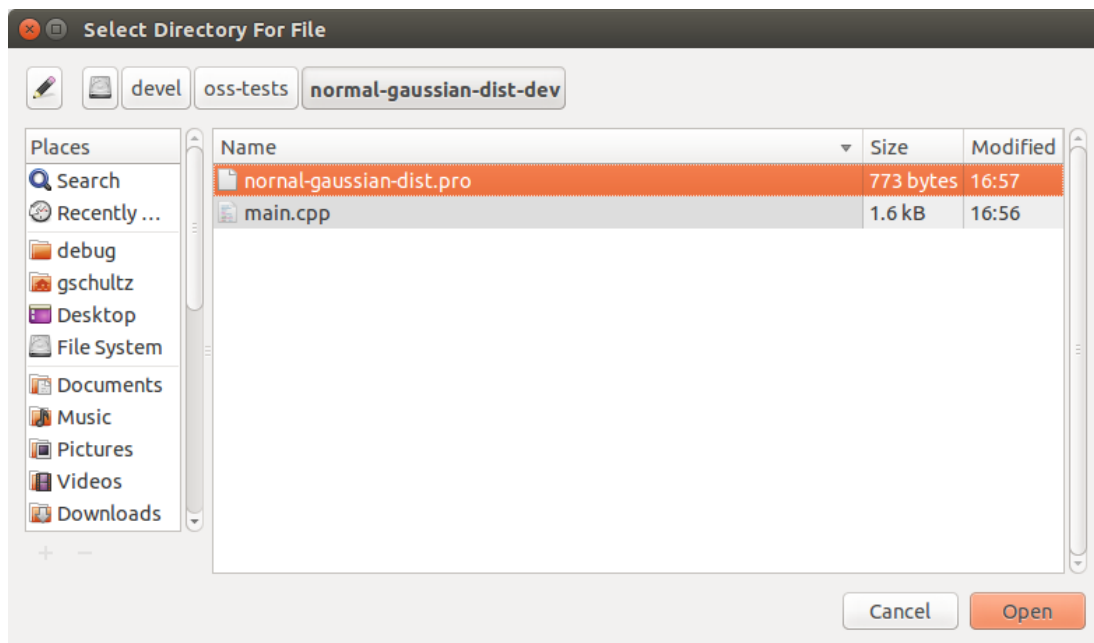 Select Directory For File
devel oss-tests normal-gaussian-dist-dev
Places
Search
Recently ...
debug
gschultz
Desktop
File System
Documents
Music
Pictures
Videos
Downloads
Name Size Modified
nornal-gaussian-dist.pro 773 bytes 16:57
main.cpp 1.6 kB 16:56
Cancel Open